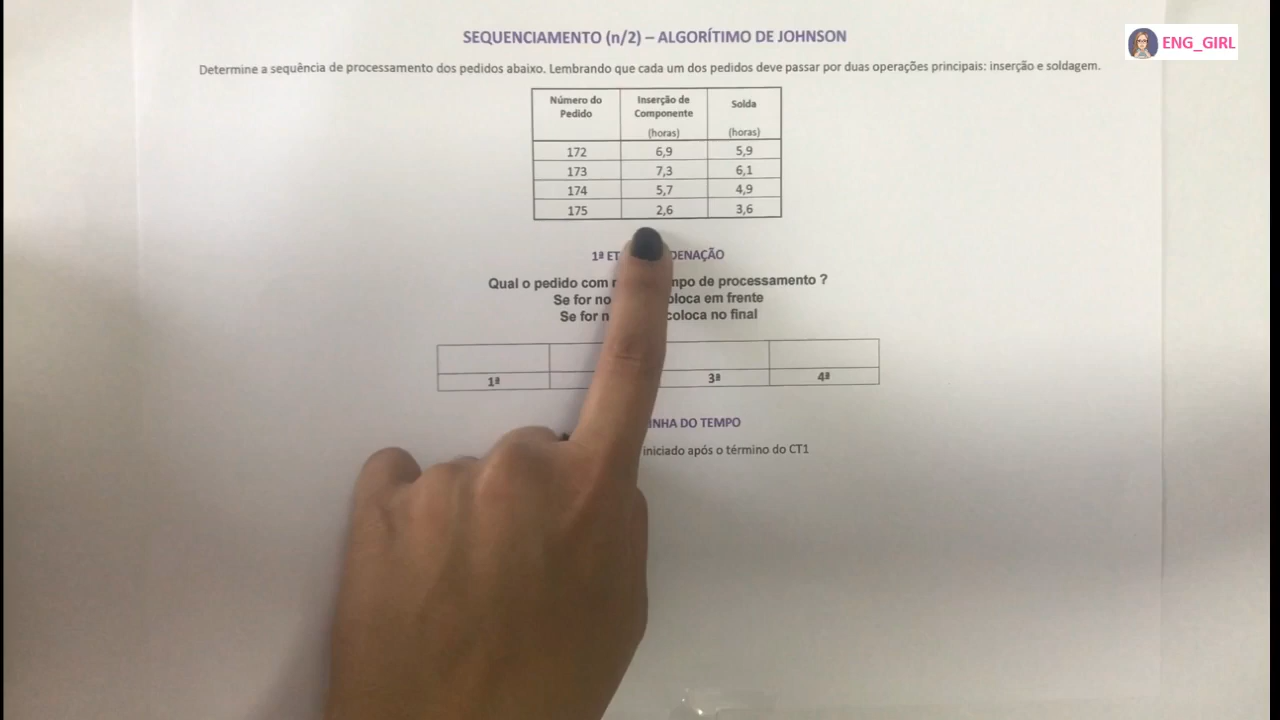 SEQUENCIAMENTO (n/2) – ALGORÍTIMO DE JOHNSON
ENG_GIRL
Determine a sequência de processamento dos pedidos abaixo. Lembrando que cada um dos pedidos deve passar por duas operações principais: inserção e soldagem.
Número do Pedido Inserção de Componente (horas) Solda (horas)
172 6,9 5,9
173 7,3 6,1
174 5,7 4,9
175 2,6 3,6
1ª ET DENAÇÃO
Qual o pedido com de processamento ?
Se for no em frente
Se for coloca no final
1ª 3ª 4ª
DO TEMPO
iniciado após o término do CT1